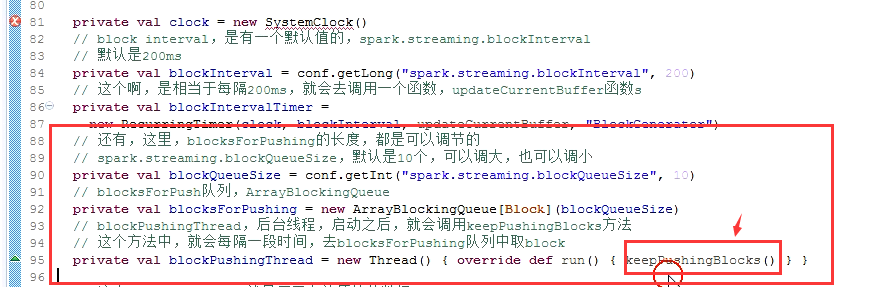 80
81 private val clock = new SystemClock()
82 // block interval，是有一个默认值的，spark.streaming.blockInterval
83 // 默认是200ms
84 private val blockInterval = conf.getLong("spark.streaming.blockInterval", 200)
85 // 这个啊，是相当于每隔200ms，就会去调用一个函数，updateCurrentBuffer函数s
86 private val blockIntervalTimer =
87 new RecurringTimer(clock, blockInterval, updateCurrentBuffer, "BlockGenerator")
88 // 还有，这里，blocksForPushing的长度，都是可以调节的
89 // spark.streaming.blockQueueSize，默认是10个，可以调大，也可以调小
90 private val blockQueueSize = conf.getInt("spark.streaming.blockQueueSize", 10)
91 // blocksForPush队列，ArrayBlockingQueue
92 private val blocksForPushing = new ArrayBlockingQueue[Block](blockQueueSize)
93 // blockPushingThread，后台线程，启动之后，就会调用keepPushingBlocks方法
94 // 这个方法中，就会每隔一段时间，去blocksForPushing队列中取block
95 private val blockPushingThread = new Thread() { override def run() { keepPushingBlocks() } }
96